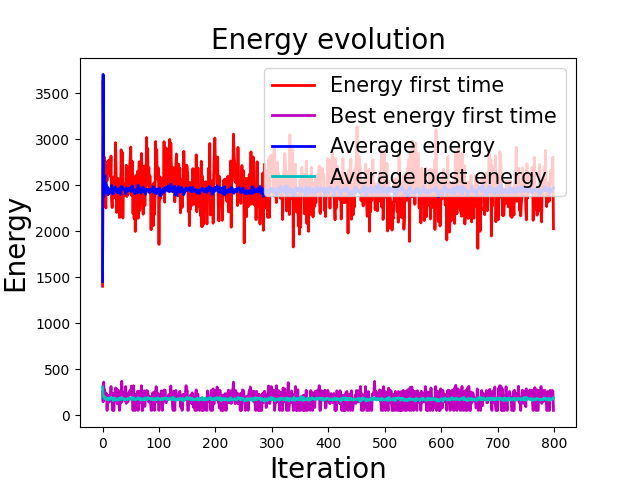 Energy evolution
Energy first time
Best energy first time
Average energy
Average best energy
Energy
3500
3000
2500
2000
1500
1000
500
0
0 100 200 300 400 500 600 700 800
Iteration